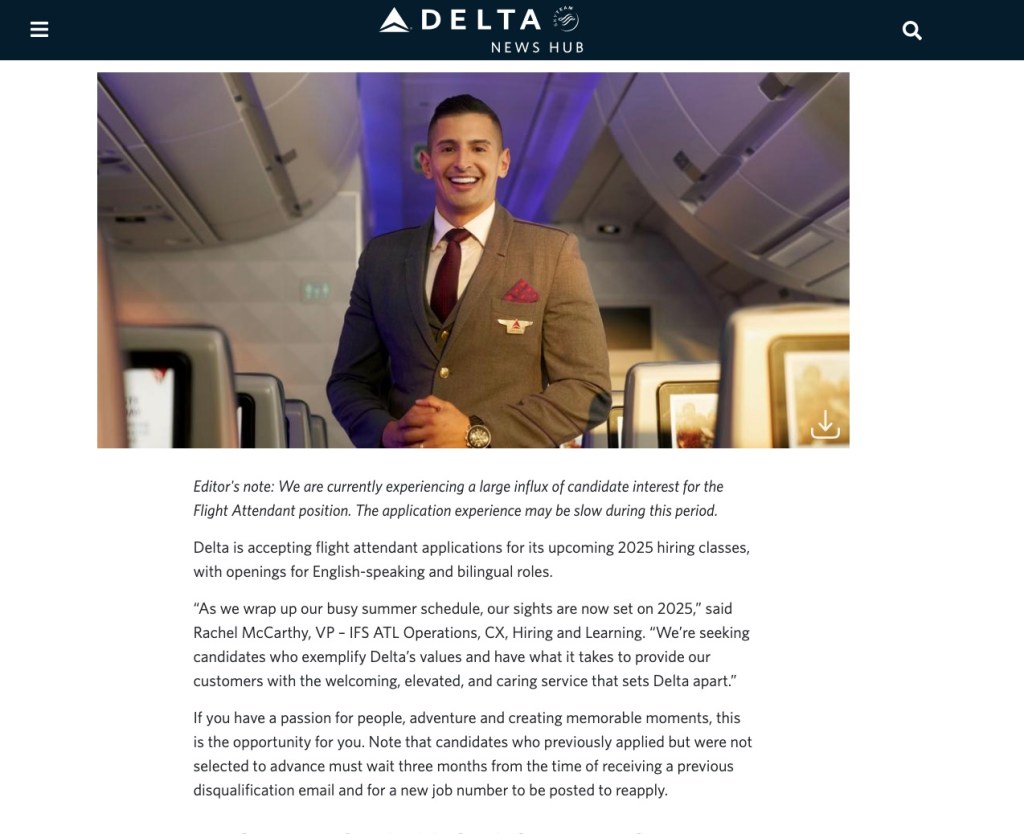 DELTA
SKYTEAM
NEWS HUB
Editor's note: We are currently experiencing a large influx of candidate interest for the
Flight Attendant position. The application experience may be slow during this period.
Delta is accepting flight attendant applications for its upcoming 2025 hiring classes,
with openings for English-speaking and bilingual roles.
“As we wrap up our busy summer schedule, our sights are now set on 2025,” said
Rachel McCarthy, VP – IFS ATL Operations, CX, Hiring and Learning. “We’re seeking
candidates who exemplify Delta’s values and have what it takes to provide our
customers with the welcoming, elevated, and caring service that sets Delta apart.”
If you have a passion for people, adventure and creating memorable moments, this
is the opportunity for you. Note that candidates who previously applied but were not
selected to advance must wait three months from the time of receiving a previous
disqualification email and for a new job number to be posted to reapply.